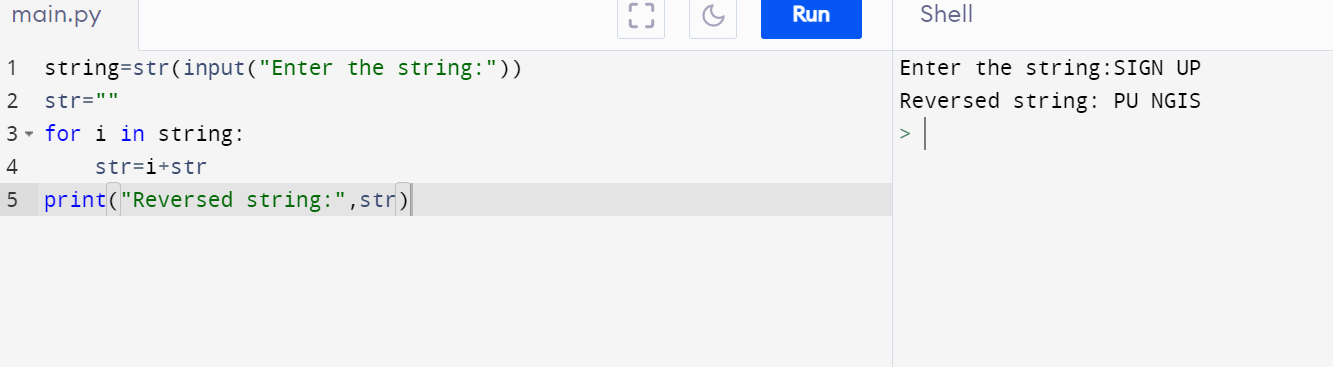 main.py
Run
Shell
1 string=str(input("Enter the string:"))
2 str=""
3 for i in string:
4     str=i+str
5 print("Reversed string:",str)
Enter the string:SIGN UP
Reversed string: PU NGIS
>